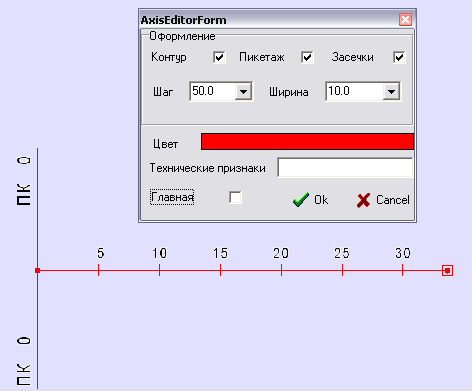 AxisEditorForm
Оформление
Контур Пикетаж Засечки
Шаг 50.0 Ширина 10.0
Цвет
Технические признаки
Главная Ok Cancel
ПК 0
5 10 15 20 25 30
ПК 0